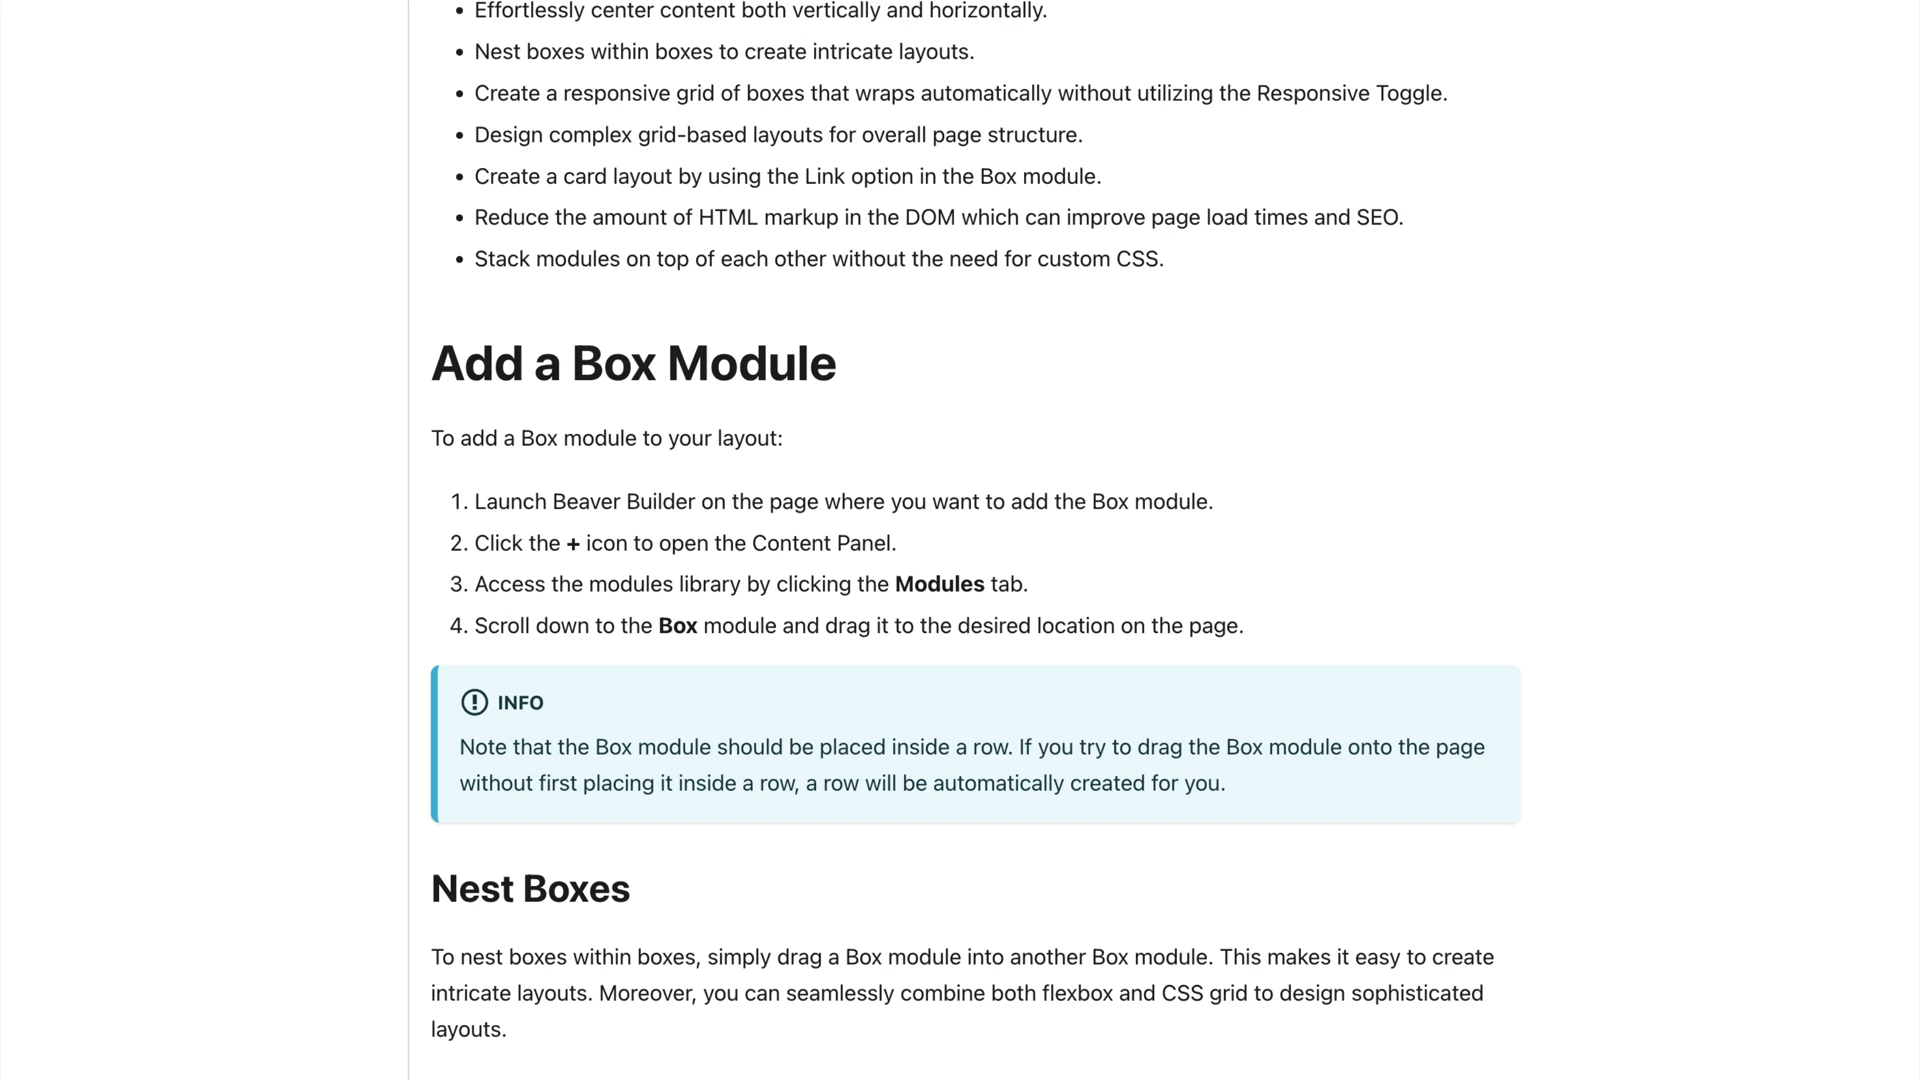 • Effortlessly center content both vertically and horizontally.
• Nest boxes within boxes to create intricate layouts.
• Create a responsive grid of boxes that wraps automatically without utilizing the Responsive Toggle.
• Design complex grid-based layouts for overall page structure.
• Create a card layout by using the Link option in the Box module.
• Reduce the amount of HTML markup in the DOM which can improve page load times and SEO.
• Stack modules on top of each other without the need for custom CSS.
Add a Box Module
To add a Box module to your layout:
1. Launch Beaver Builder on the page where you want to add the Box module.
2. Click the + icon to open the Content Panel.
3. Access the modules library by clicking the Modules tab.
4. Scroll down to the Box module and drag it to the desired location on the page.
INFO
Note that the Box module should be placed inside a row. If you try to drag the Box module onto the page
without first placing it inside a row, a row will be automatically created for you.
Nest Boxes
To nest boxes within boxes, simply drag a Box module into another Box module. This makes it easy to create
intricate layouts. Moreover, you can seamlessly combine both flexbox and CSS grid to design sophisticated
layouts.